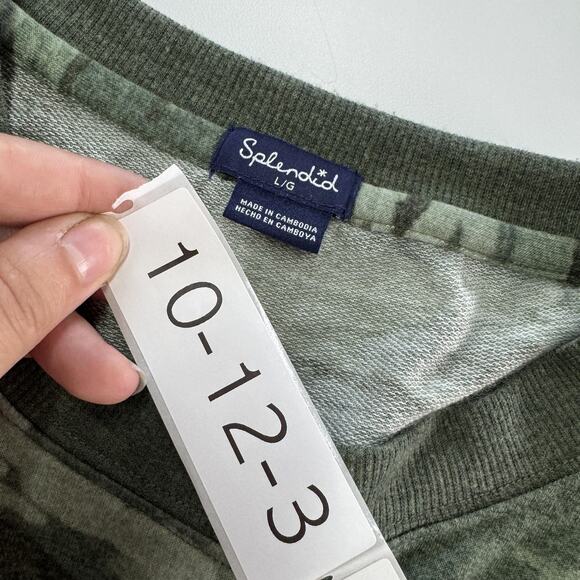 Splendid
L/G
MADE IN CAMBODIA
HECHO EN CAMBOYA
10-12-3